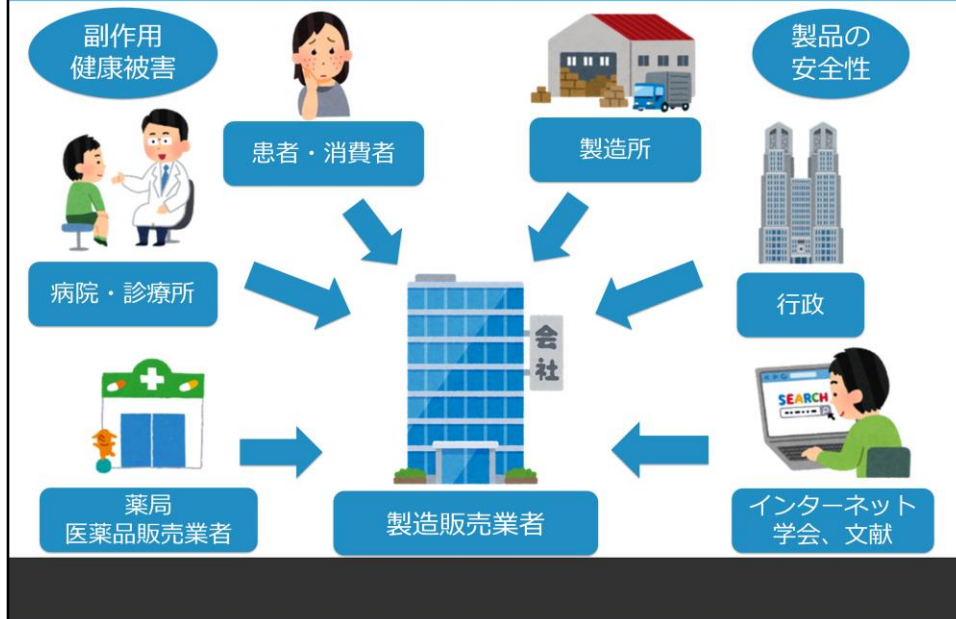 副作用
健康被害
患者・消費者
製造所
製品の
安全性
病院・診療所
行政
会
社
SEARCH
薬局
医薬品販売業者
製造販売業者
インターネット
学会、文献